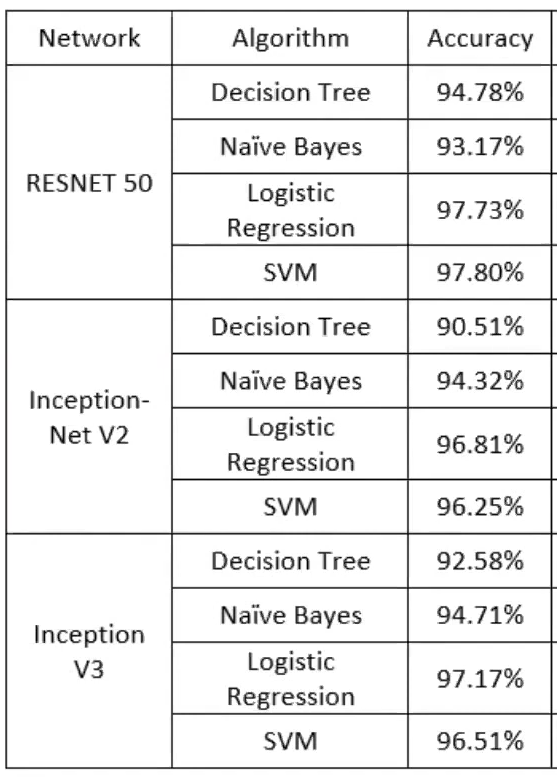 Network Algorithm Accuracy
RESNET 50
Decision Tree 94.78%
Naïve Bayes 93.17%
Logistic
Regression 97.73%
SVM 97.80%
Inception-
Net V2
Decision Tree 90.51%
Naïve Bayes 94.32%
Logistic
Regression 96.81%
SVM 96.25%
Inception
V3
Decision Tree 92.58%
Naïve Bayes 94.71%
Logistic
Regression 97.17%
SVM 96.51%